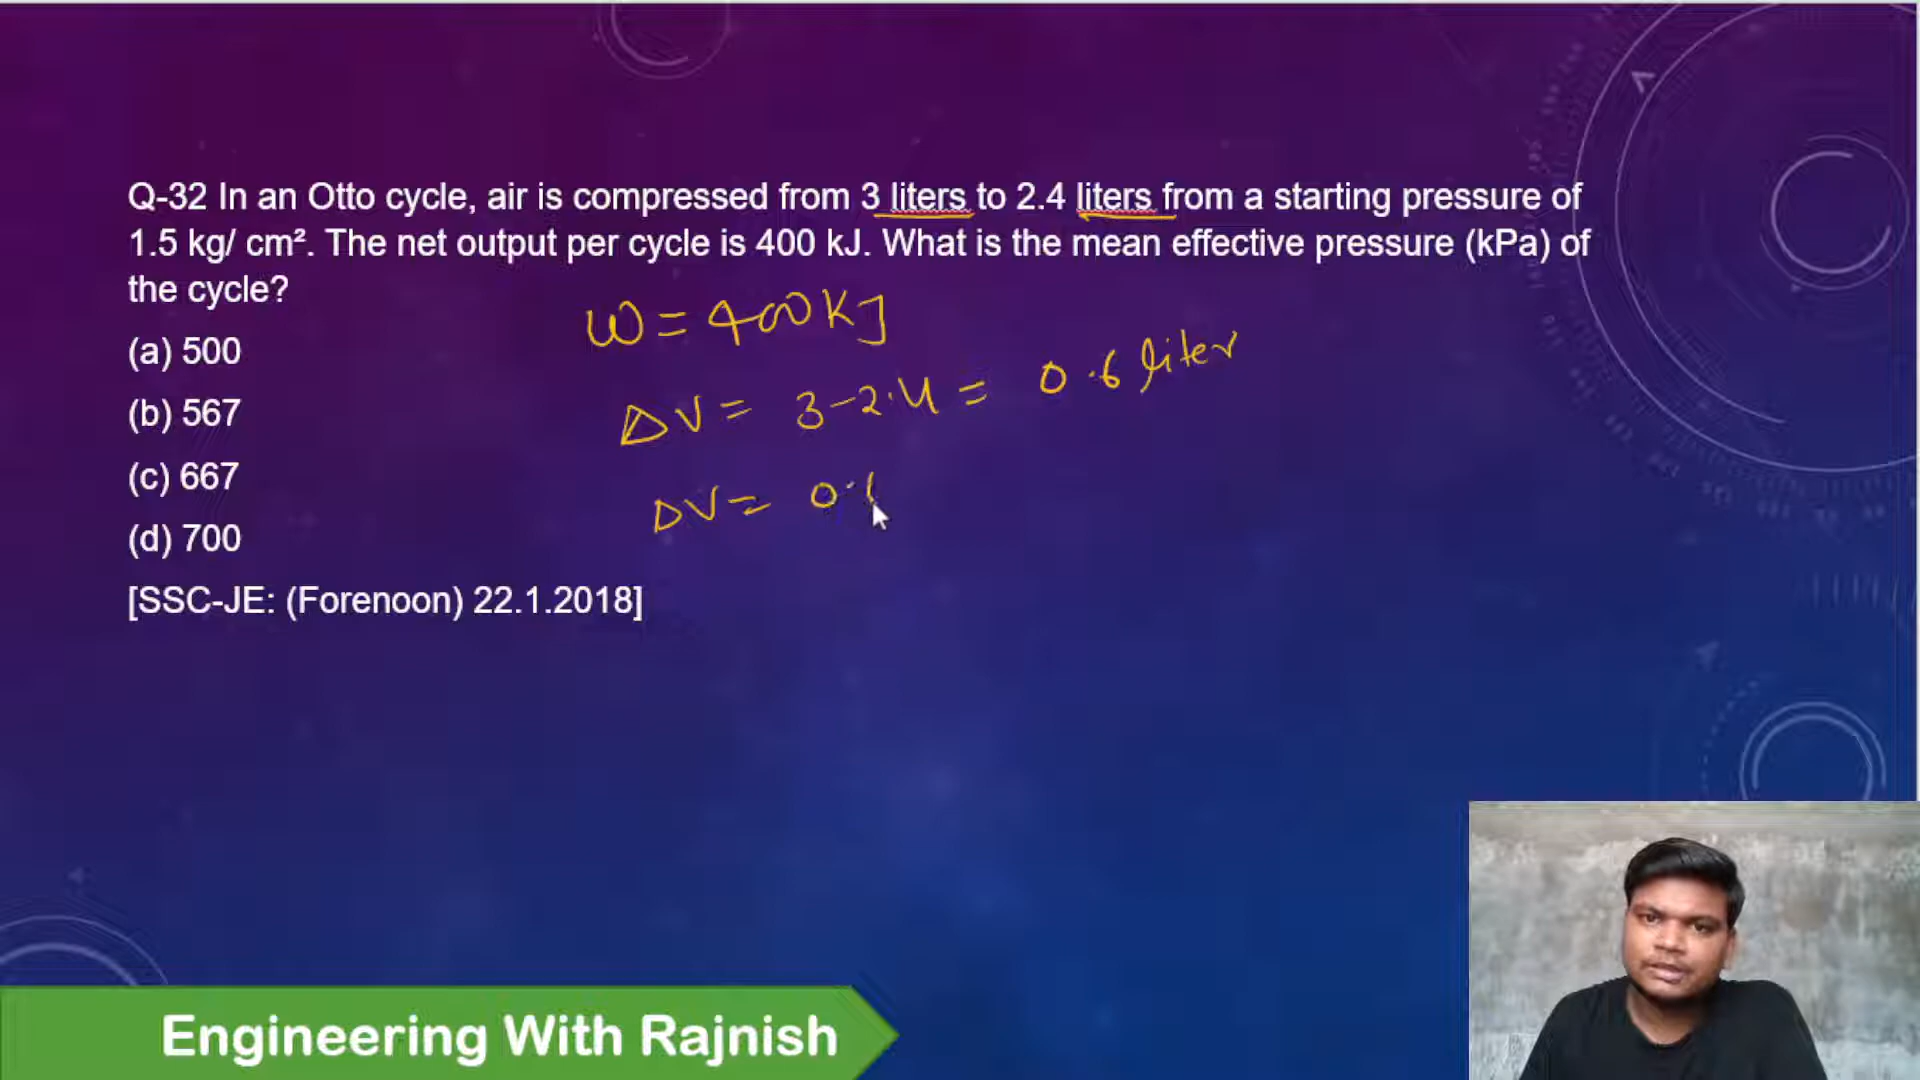 Q-32 In an Otto cycle, air is compressed from 3 liters to 2.4 liters from a starting pressure of
1.5 kg/ cm². The net output per cycle is 400 kJ. What is the mean effective pressure (kPa) of
the cycle?
W = 400 KJ
(a) 500
ΔV = 3-2.4 = 0.6 liter
(b) 567
(c) 667
ΔV = 0.
(d) 700
[SSC-JE: (Forenoon) 22.1.2018]
Engineering With Rajnish